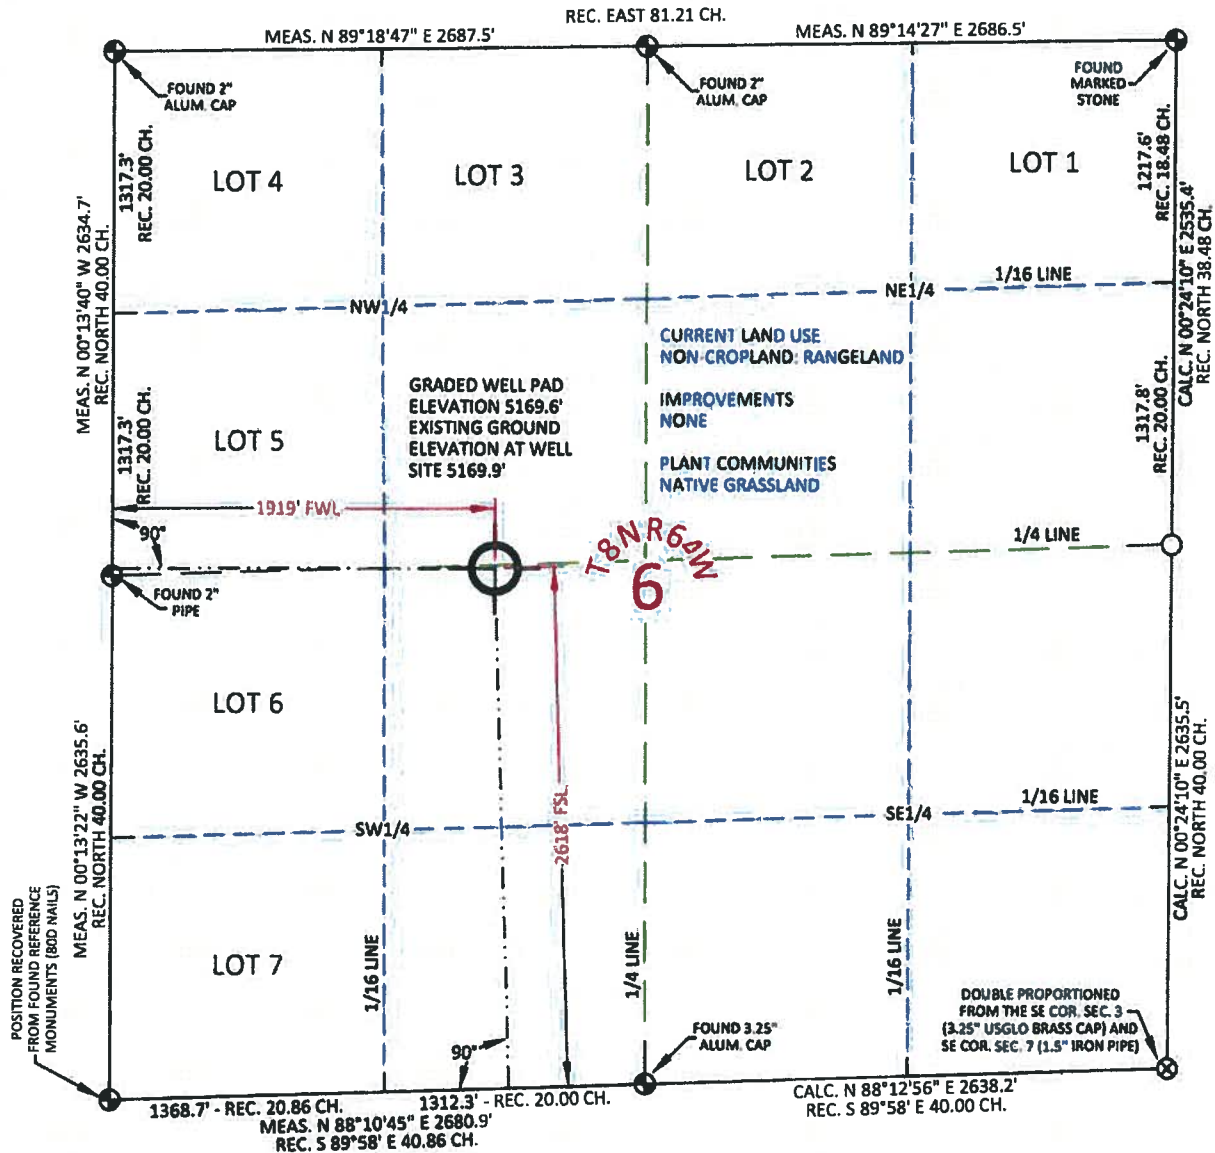 REC. EAST 81.21 CH.
MEAS. N 89°18'47" E 2687.5'
MEAS. N 89°14'27" E 2686.5'
FOUND 2"
ALUM. CAP
FOUND 2"
ALUM. CAP
FOUND
MARKED
STONE
1317.3'
REC. 20.00 CH.
LOT 4
LOT 3
LOT 2
LOT 1
1217.6'
REC. 18.48 CH.
MEAS. N 00°13'40" W 2634.7'
REC. NORTH 40.00 CH.
CALC. N 00°24'10" E 2535.4'
REC. NORTH 38.48 CH.
1/16 LINE
NW1/4
NE1/4
CURRENT LAND USE
NON-CROPLAND: RANGELAND
IMPROVEMENTS
NONE
PLANT COMMUNITIES
NATIVE GRASSLAND
GRADED WELL PAD
ELEVATION 5169.6'
EXISTING GROUND
ELEVATION AT WELL
SITE 5169.9'
1317.3'
REC. 20.00 CH.
LOT 5
1317.8'
REC. 20.00 CH.
1919' FWL
90°
T8N R64W
6
1/4 LINE
FOUND 2"
PIPE
LOT 6
MEAS. N 00°13'22" W 2635.6'
REC. NORTH 40.00 CH.
2618' FSL
CALC. N 00°24'10" E 2635.5'
REC. NORTH 40.00 CH.
1/16 LINE
SW1/4
SE1/4
LOT 7
1/16 LINE
1/4 LINE
1/16 LINE
POSITION RECOVERED
FROM FOUND REFERENCE
MONUMENTS (80D NAILS)
90°
FOUND 3.25"
ALUM. CAP
DOUBLE PROPORTIONED
FROM THE SE COR. SEC. 3
(3.25" USGLO BRASS CAP) AND
SE COR. SEC. 7 (1.5" IRON PIPE)
1368.7' - REC. 20.86 CH.
1312.3' - REC. 20.00 CH.
MEAS. N 88°10'45" E 2680.9'
REC. S 89°58' E 40.86 CH.
CALC. N 88°12'56" E 2638.2'
REC. S 89°58' E 40.00 CH.